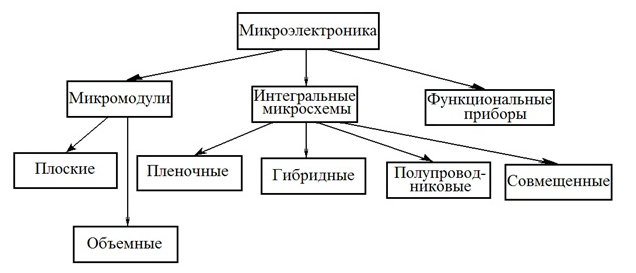 Микроэлектроника
Микромодули
Интегральные
микросхемы
Функциональные
приборы
Плоские
Пленочные
Гибридные
Полупровод-
никовые
Совмещенные
Объемные